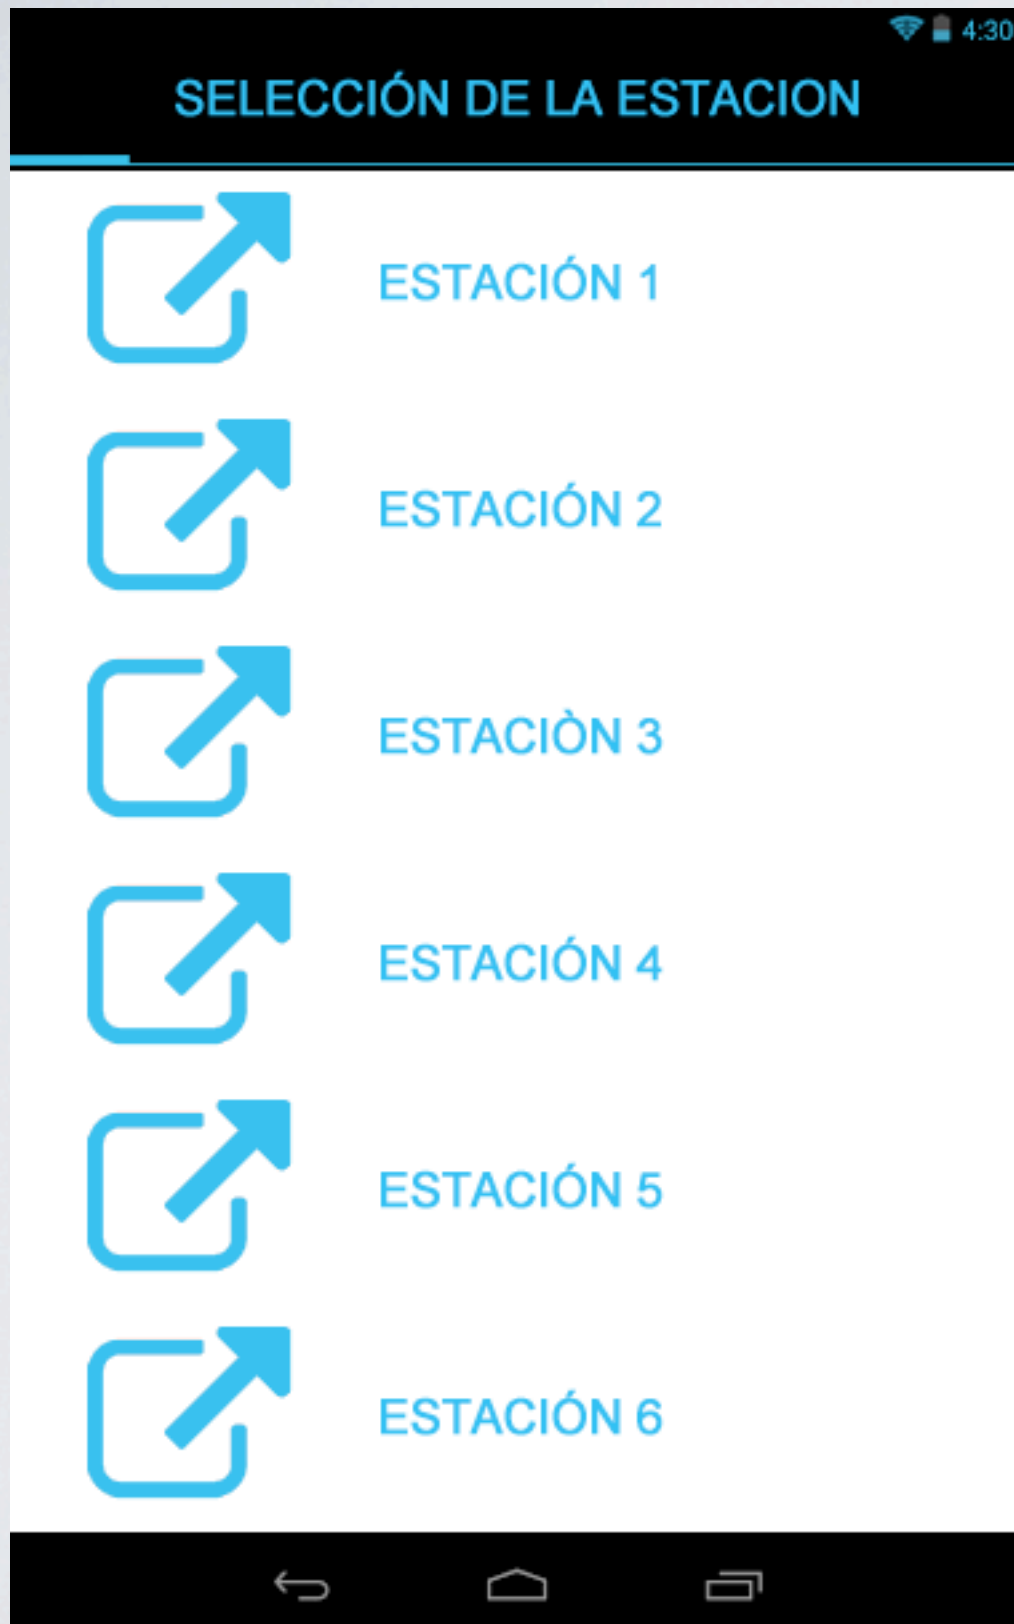 4:30
SELECCIÓN DE LA ESTACION
ESTACIÓN 1
ESTACIÓN 2
ESTACIÒN 3
ESTACIÓN 4
ESTACIÓN 5
ESTACIÓN 6